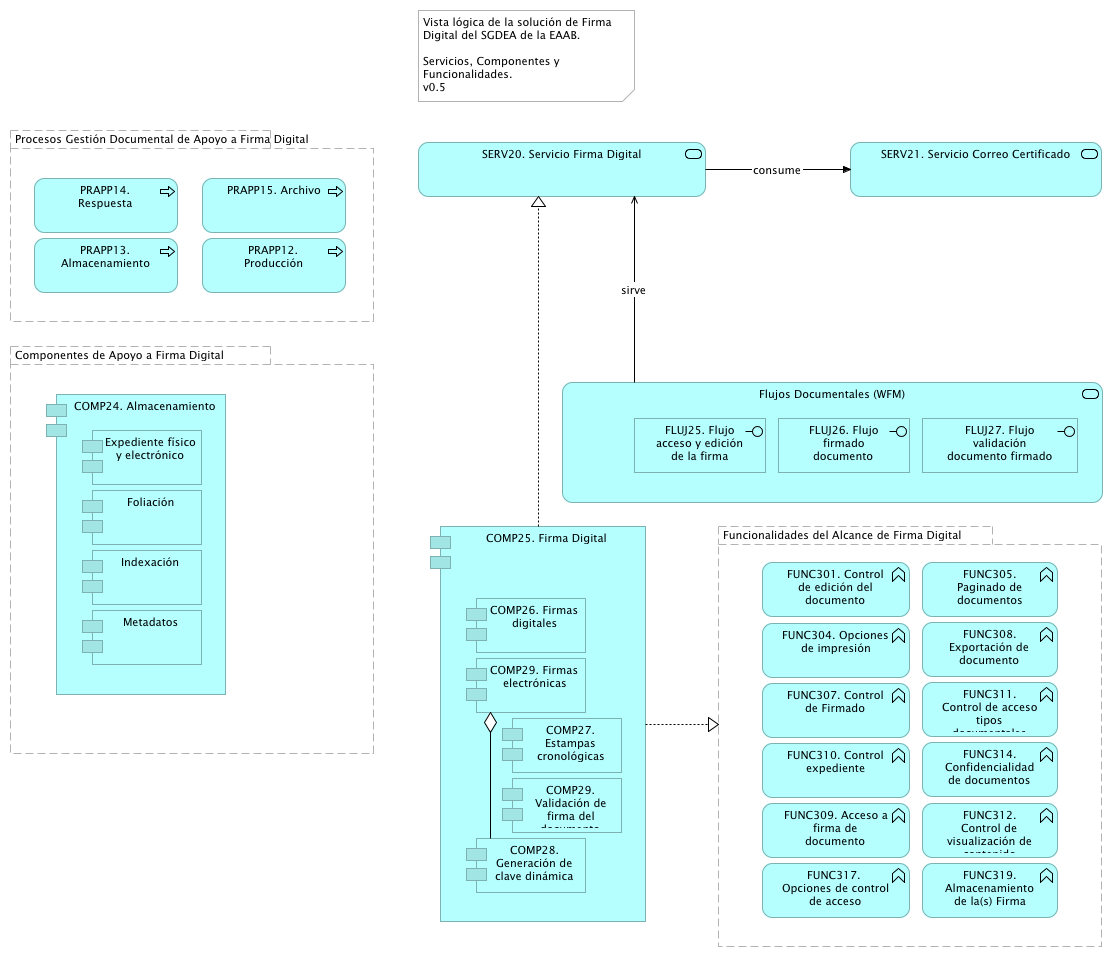 Vista lógica de la solución de Firma
Digital del SGDEA de la EAAB.
Servicios, Componentes y
Funcionalidades.
v0.5
Procesos Gestión Documental de Apoyo a Firma Digital
PRAPP14.
Respuesta
PRAPP15. Archivo
PRAPP13.
Almacenamiento
PRAPP12.
Producción
SERV20. Servicio Firma Digital
consume
SERV21. Servicio Correo Certificado
sirve
Componentes de Apoyo a Firma Digital
COMP24. Almacenamiento
Expediente físico
y electrónico
Foliación
Indexación
Metadatos
Flujos Documentales (WFM)
FLUJ25. Flujo
acceso y edición
de la firma
FLUJ26. Flujo
firmado
documento
FLUJ27. Flujo
validación
documento firmado
COMP25. Firma Digital
COMP26. Firmas
digitales
COMP29. Firmas
electrónicas
COMP27.
Estampas
cronológicas
COMP29.
Validación de
firma del
documento
COMP28.
Generación de
clave dinámica
Funcionalidades del Alcance de Firma Digital
FUNC301. Control
de edición del
documento
FUNC305.
Paginado de
documentos
FUNC304. Opciones
de impresión
FUNC308.
Exportación de
documento
FUNC307. Control
de Firmado
FUNC311.
Control de acceso
tipos
documentales
FUNC310. Control
expediente
FUNC314.
Confidencialidad
de documentos
FUNC309. Acceso a
firma de
documento
FUNC312.
Control de
visualización de
contenido
FUNC317.
Opciones de control
de acceso
FUNC319.
Almacenamiento
de la(s) Firma